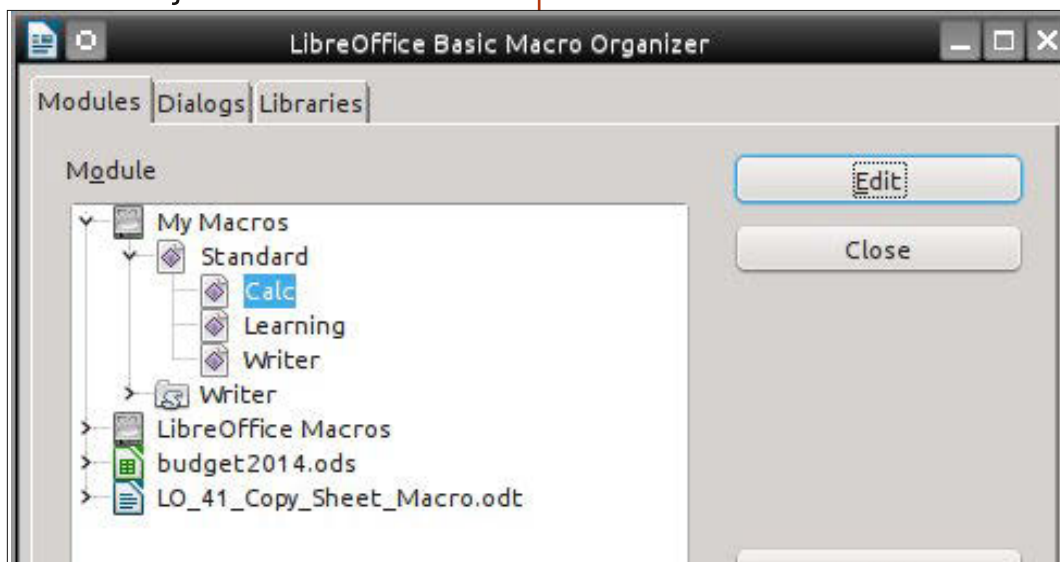 LibreOffice Basic Macro Organizer
Modules Dialogs Libraries
Module
Edit
Close
My Macros
Standard
Calc
Learning
Writer
Writer
LibreOffice Macros
budget2014.ods
LO_41_Copy_Sheet_Macro.odt